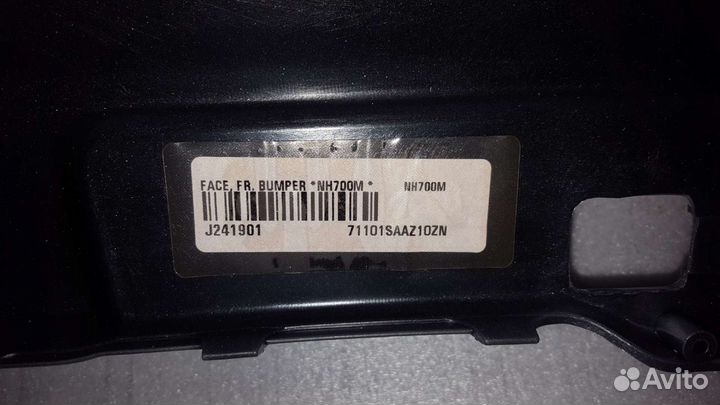 FACE, FR, BUMPER *NH700M * NH700M
J241901 71101SAAZ10ZN
Avito